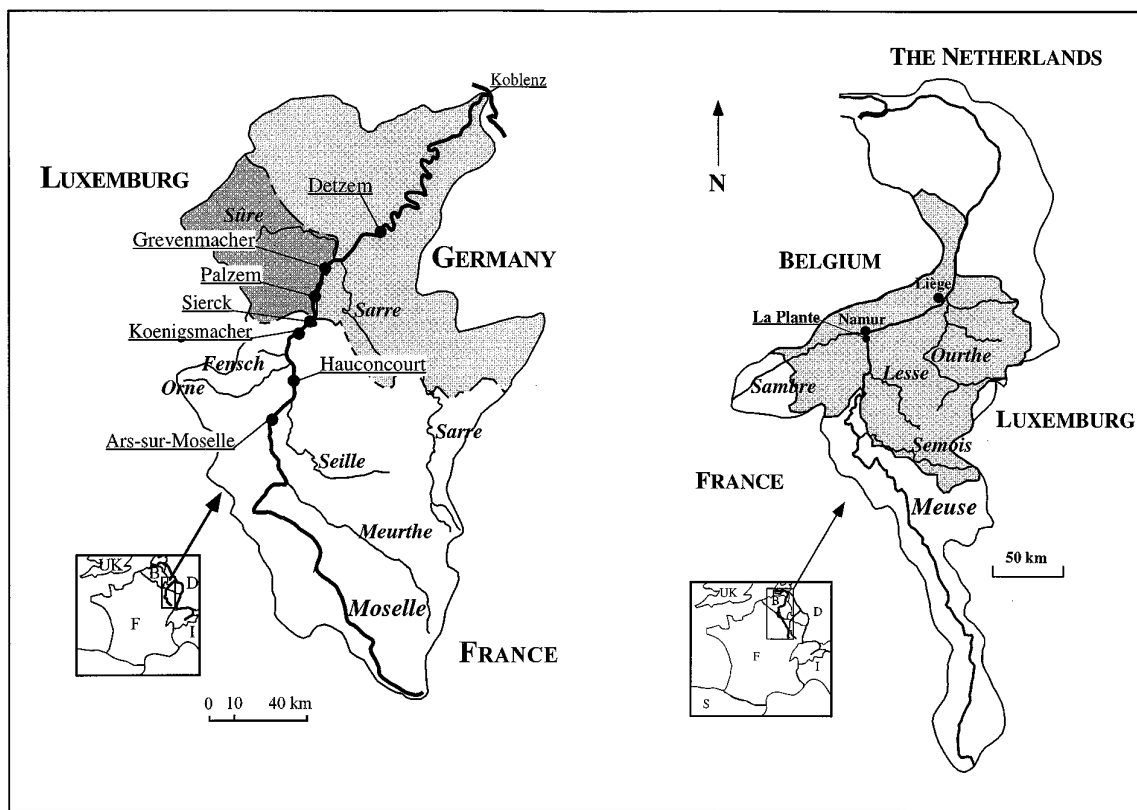 Koblenz
LUXEMBURG
Detzem
Sûre
Grevenmacher
GERMANY
Palzem
Sierck
Sarre
Koenigsmacher
Fensch
Hauconcourt
Orne
Ars-sur-Moselle
Sarre
Seille
Meurthe
UK
B
D
F
I
Moselle
FRANCE
0 10 40 km
THE NETHERLANDS
N
BELGIUM
Liège
La Plante
Namur
Ourthe
Sambre
Lesse
LUXEMBURG
Semois
FRANCE
Meuse
50 km
UK
B
D
F
I
S